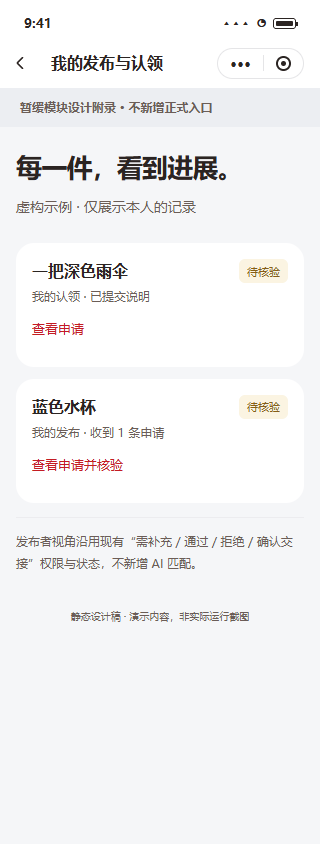 9:41
我的发布与认领
暂缓模块设计附录 • 不新增正式入口
每一件，看到进展。
虚构示例 · 仅展示本人的记录
一把深色雨伞
待核验
我的认领 · 已提交说明
查看申请
蓝色水杯
待核验
我的发布 · 收到 1 条申请
查看申请并核验
发布者视角沿用现有“需补充 / 通过 / 拒绝 / 确认交
接”权限与状态，不新增 AI 匹配。
静态设计稿 · 演示内容，非实际运行截图